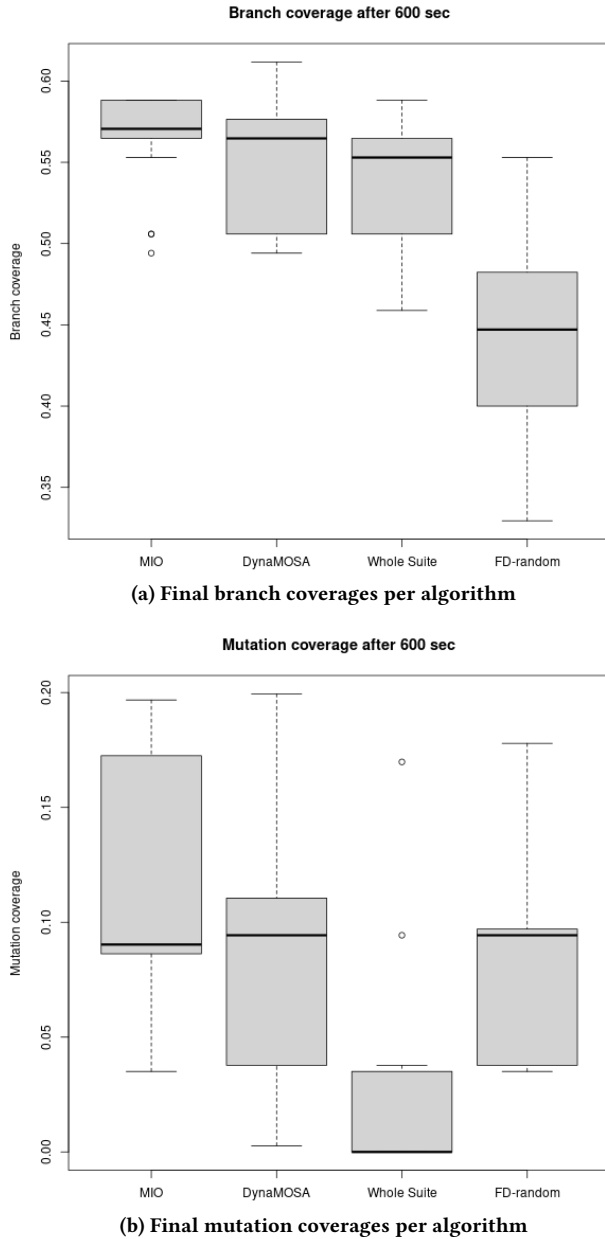 Branch coverage after 600 sec
Branch coverage
0.60
0.55
0.50
0.45
0.40
0.35
MIO DynaMOSA Whole Suite FD-random
(a) Final branch coverages per algorithm
Mutation coverage after 600 sec
Mutation coverage
0.20
0.15
0.10
0.05
0.00
MIO DynaMOSA Whole Suite FD-random
(b) Final mutation coverages per algorithm